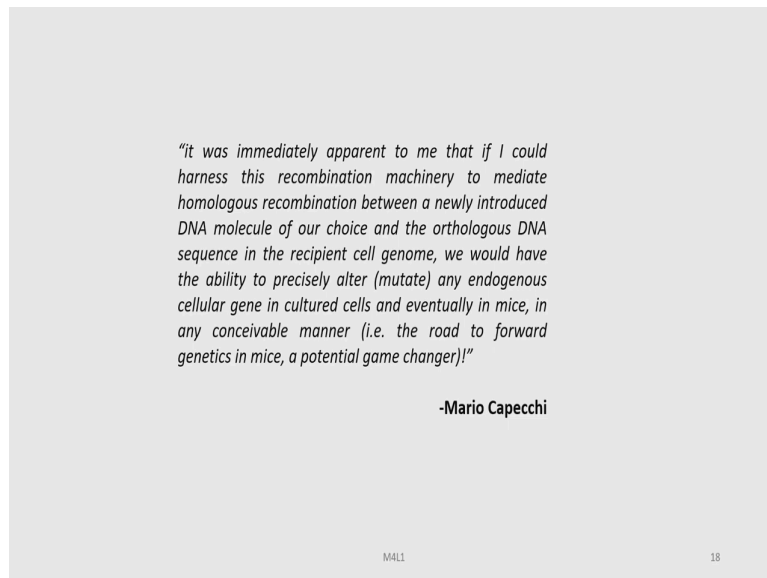 “it was immediately apparent to me that if I could
harness this recombination machinery to mediate
homologous recombination between a newly introduced
DNA molecule of our choice and the orthologous DNA
sequence in the recipient cell genome, we would have
the ability to precisely alter (mutate) any endogenous
cellular gene in cultured cells and eventually in mice, in
any conceivable manner (i.e. the road to forward
genetics in mice, a potential game changer)!”
-Mario Capecchi
M4L1
18